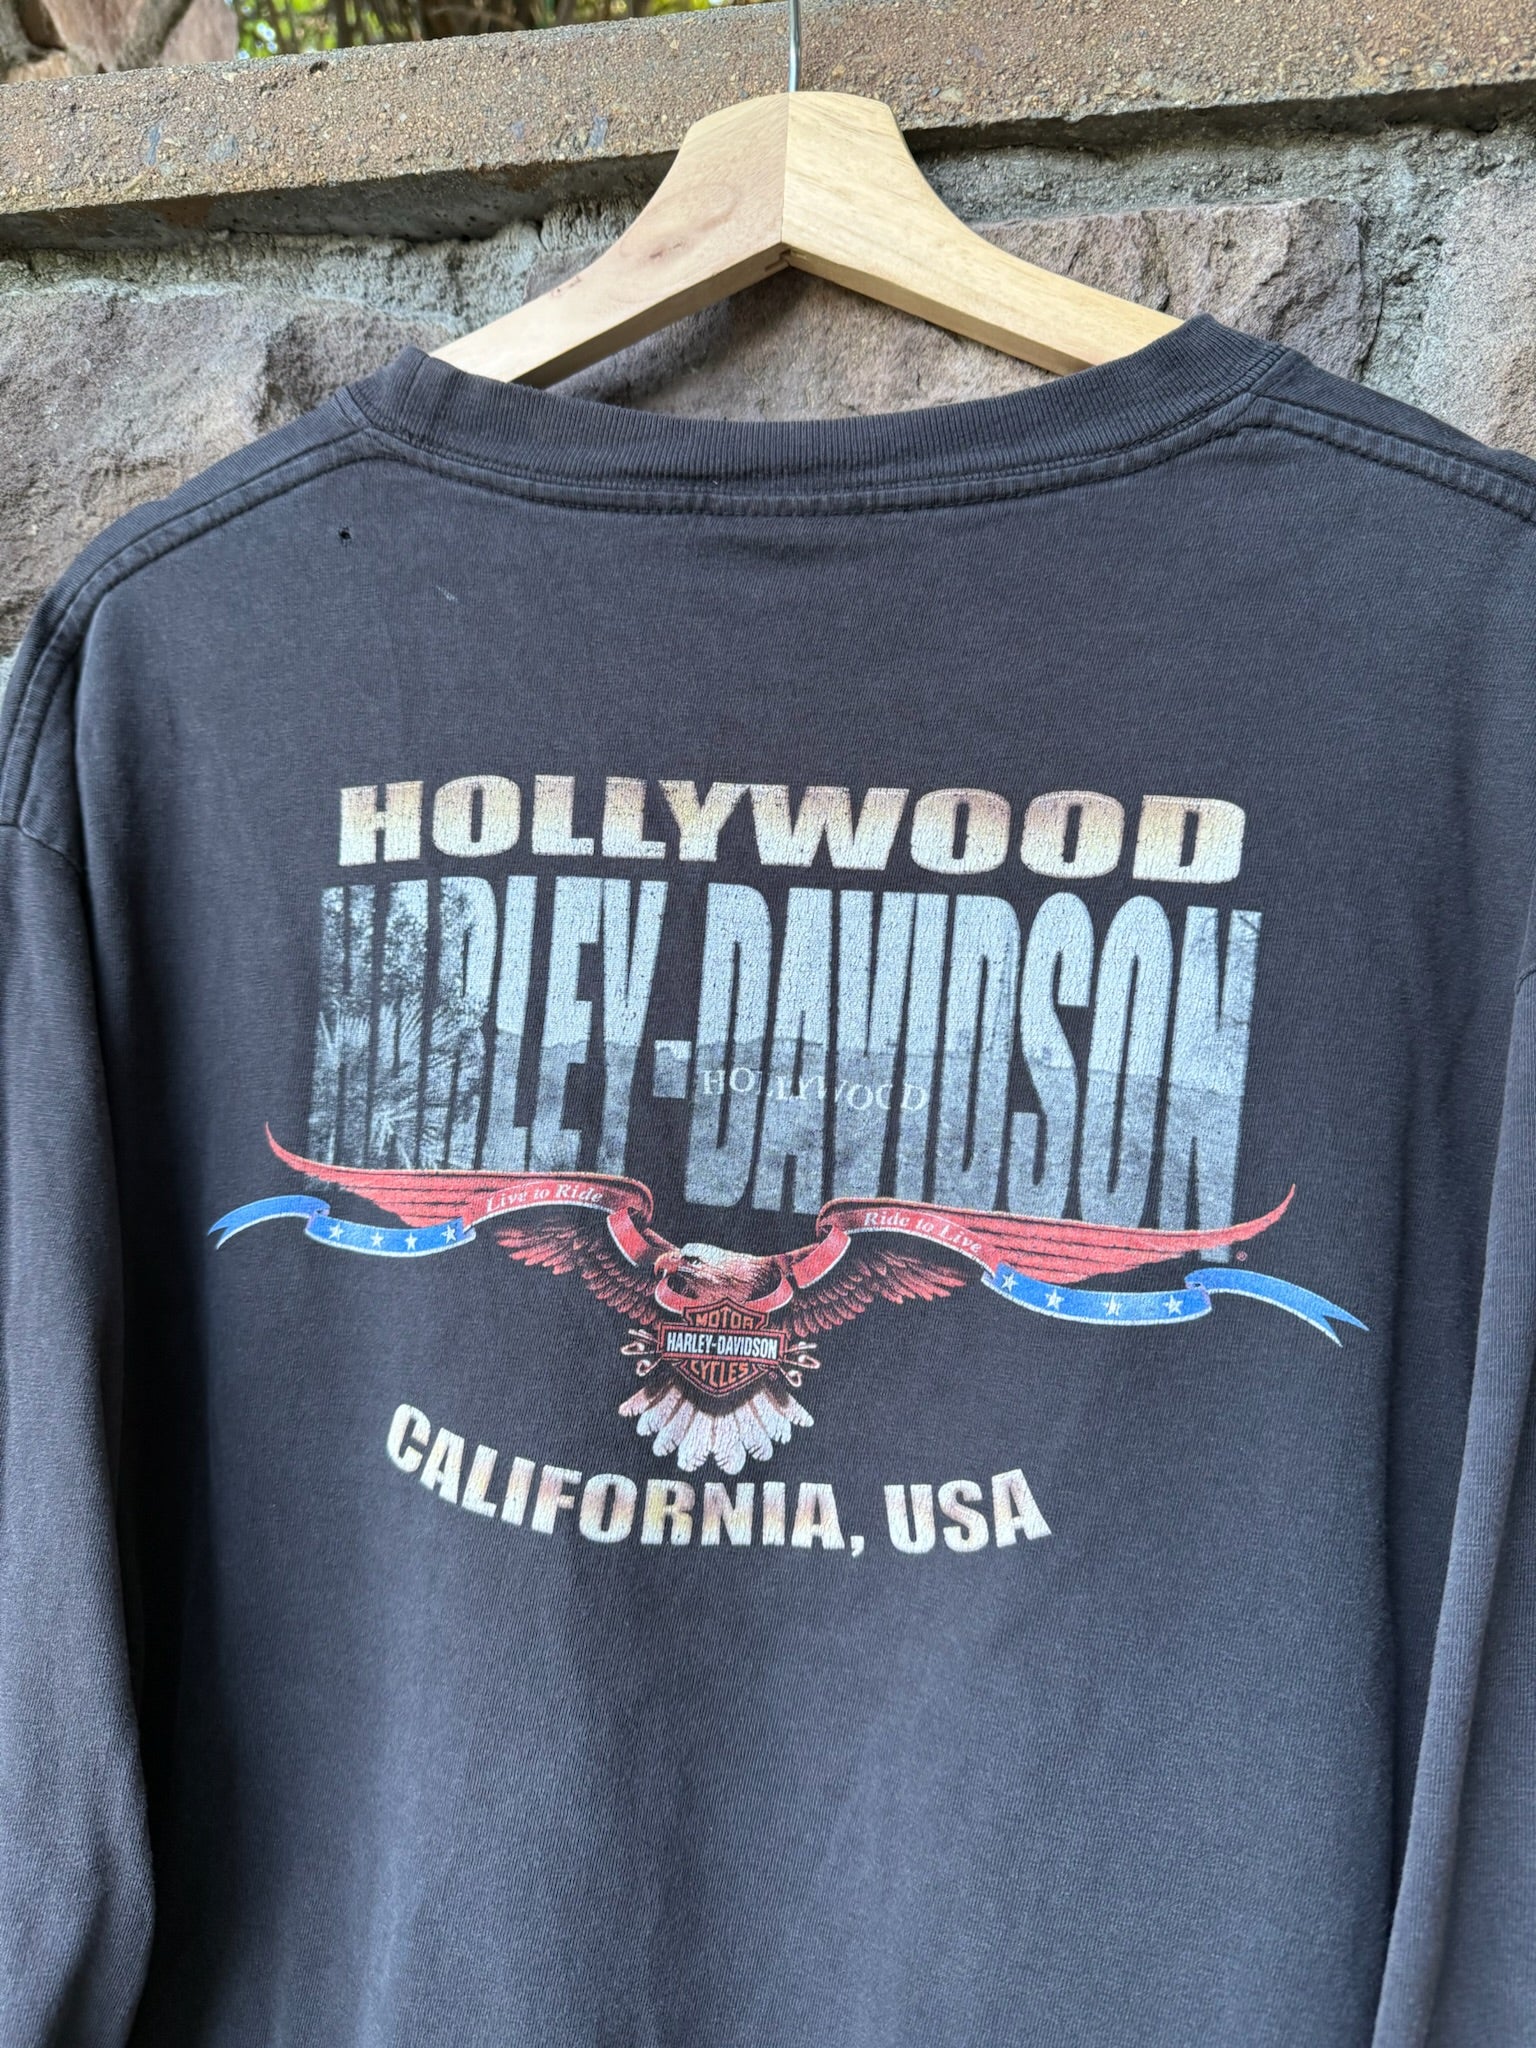 HOLLYWOOD
HARLEY-DAVIDSON
HOLLYWOOD
Live to Ride
Ride to Live
®
MOTOR
HARLEY-DAVIDSON
CYCLES
CALIFORNIA, USA